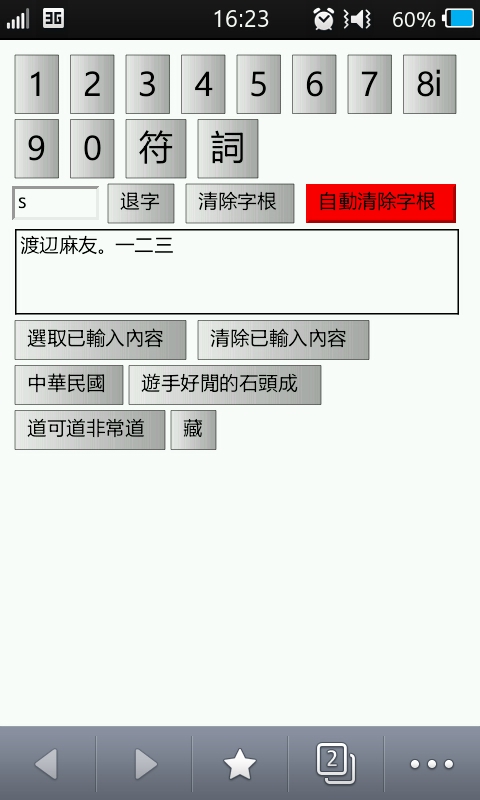 3G 16:23 60%
1 2 3 4 5 6 7 8i
9 0 符 詞
s 退字 清除字根 自動清除字根
渡辺麻友。一二三
選取已輸入內容 清除已輸入內容
中華民國 遊手好閒的石頭成
道可道非常道 藏
2